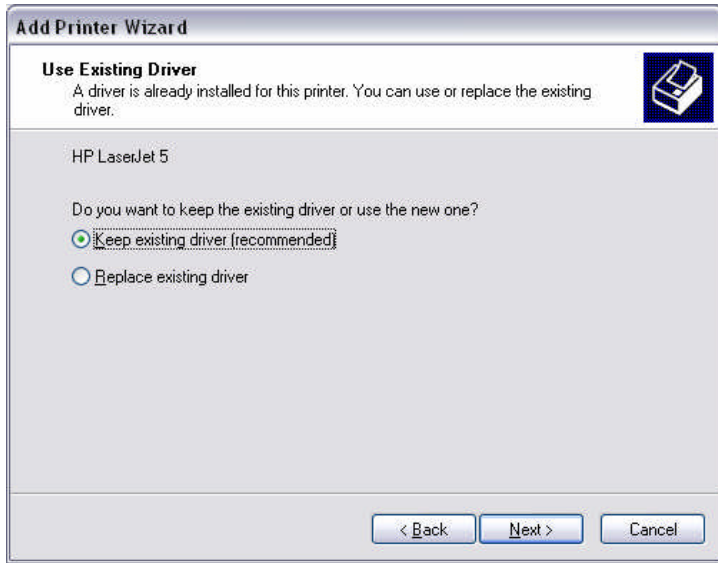 Add Printer Wizard
Use Existing Driver
A driver is already installed for this printer. You can use or replace the existing
driver.
HP LaserJet 5
Do you want to keep the existing driver or use the new one?
Keep existing driver (recommended)
Replace existing driver
< Back
Next >
Cancel